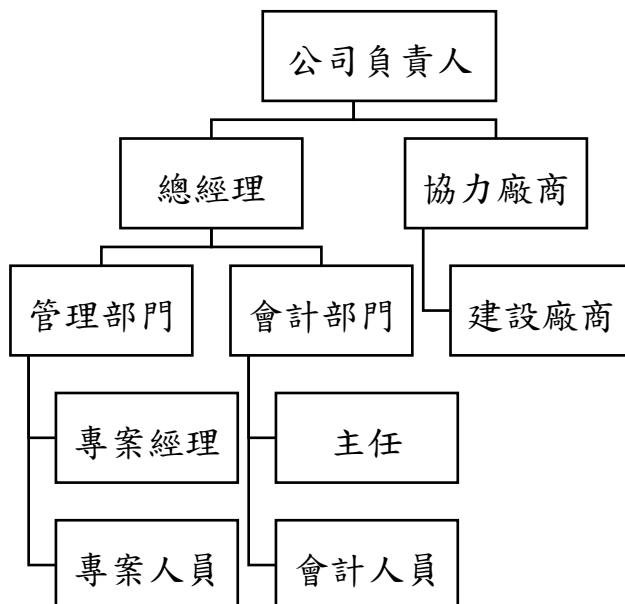 公司負責人
總經理
協力廠商
管理部門
會計部門
建設廠商
專案經理
主任
專案人員
會計人員